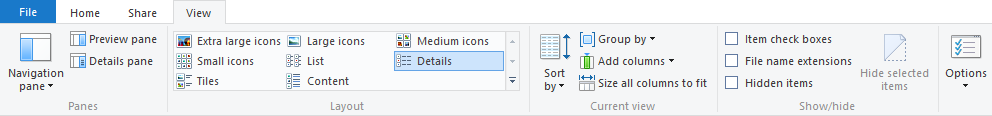 File Home Share View
Navigation pane
Preview pane
Details pane
Panes
Extra large icons Large icons Medium icons
Small icons List Details
Tiles Content
Layout
Sort by
Group by
Add columns
Size all columns to fit
Current view
Item check boxes
File name extensions
Hidden items
Hide selected items
Show/hide
Options